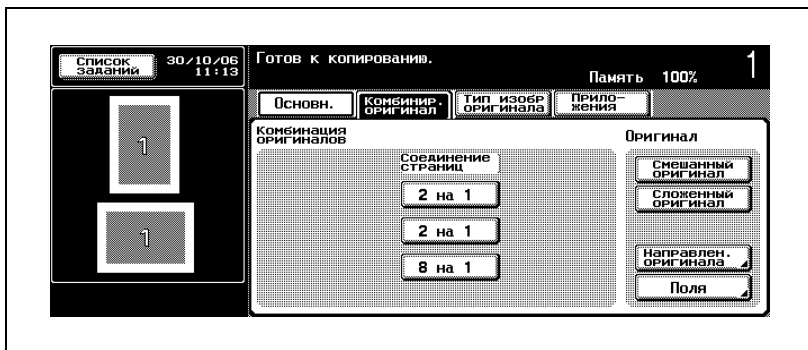 Список
заданий
30/10/06
11:13
Готов к копированию.
Память 100%
1
Основн.
Комбинир.
оригинал
Тип изобр
оригинала
Прило-
жения
1
1
Комбинация
оригиналов
Соединение
страниц
2 на 1
2 на 1
8 на 1
Оригинал
Смешанный
оригинал
Сложенный
оригинал
Направлен.
оригинала
Поля